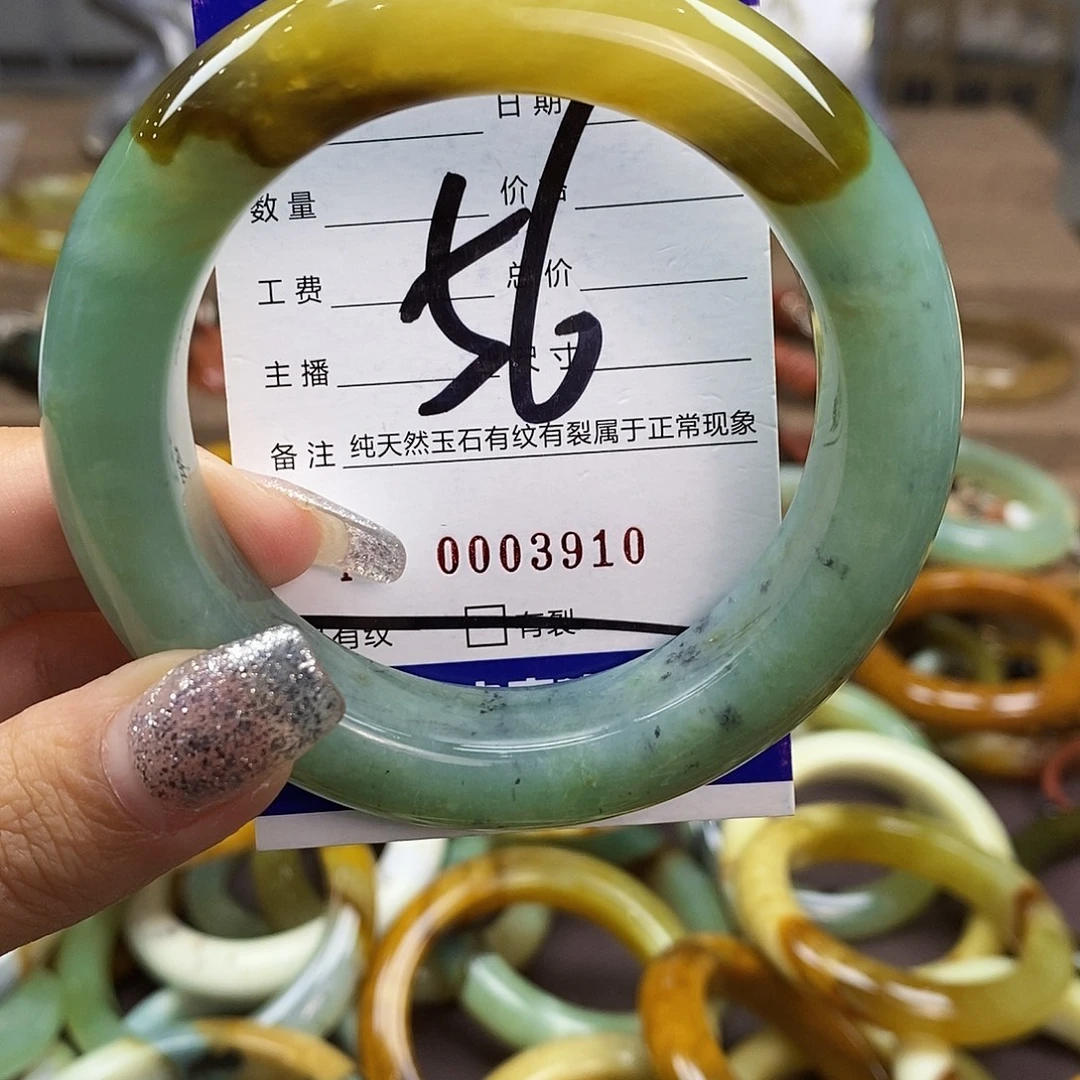 日期
数量 价格
56
工费 总价
主播 尺寸
备注 纯天然玉石有纹有裂属于正常现象
0003910
有纹 □ 有裂